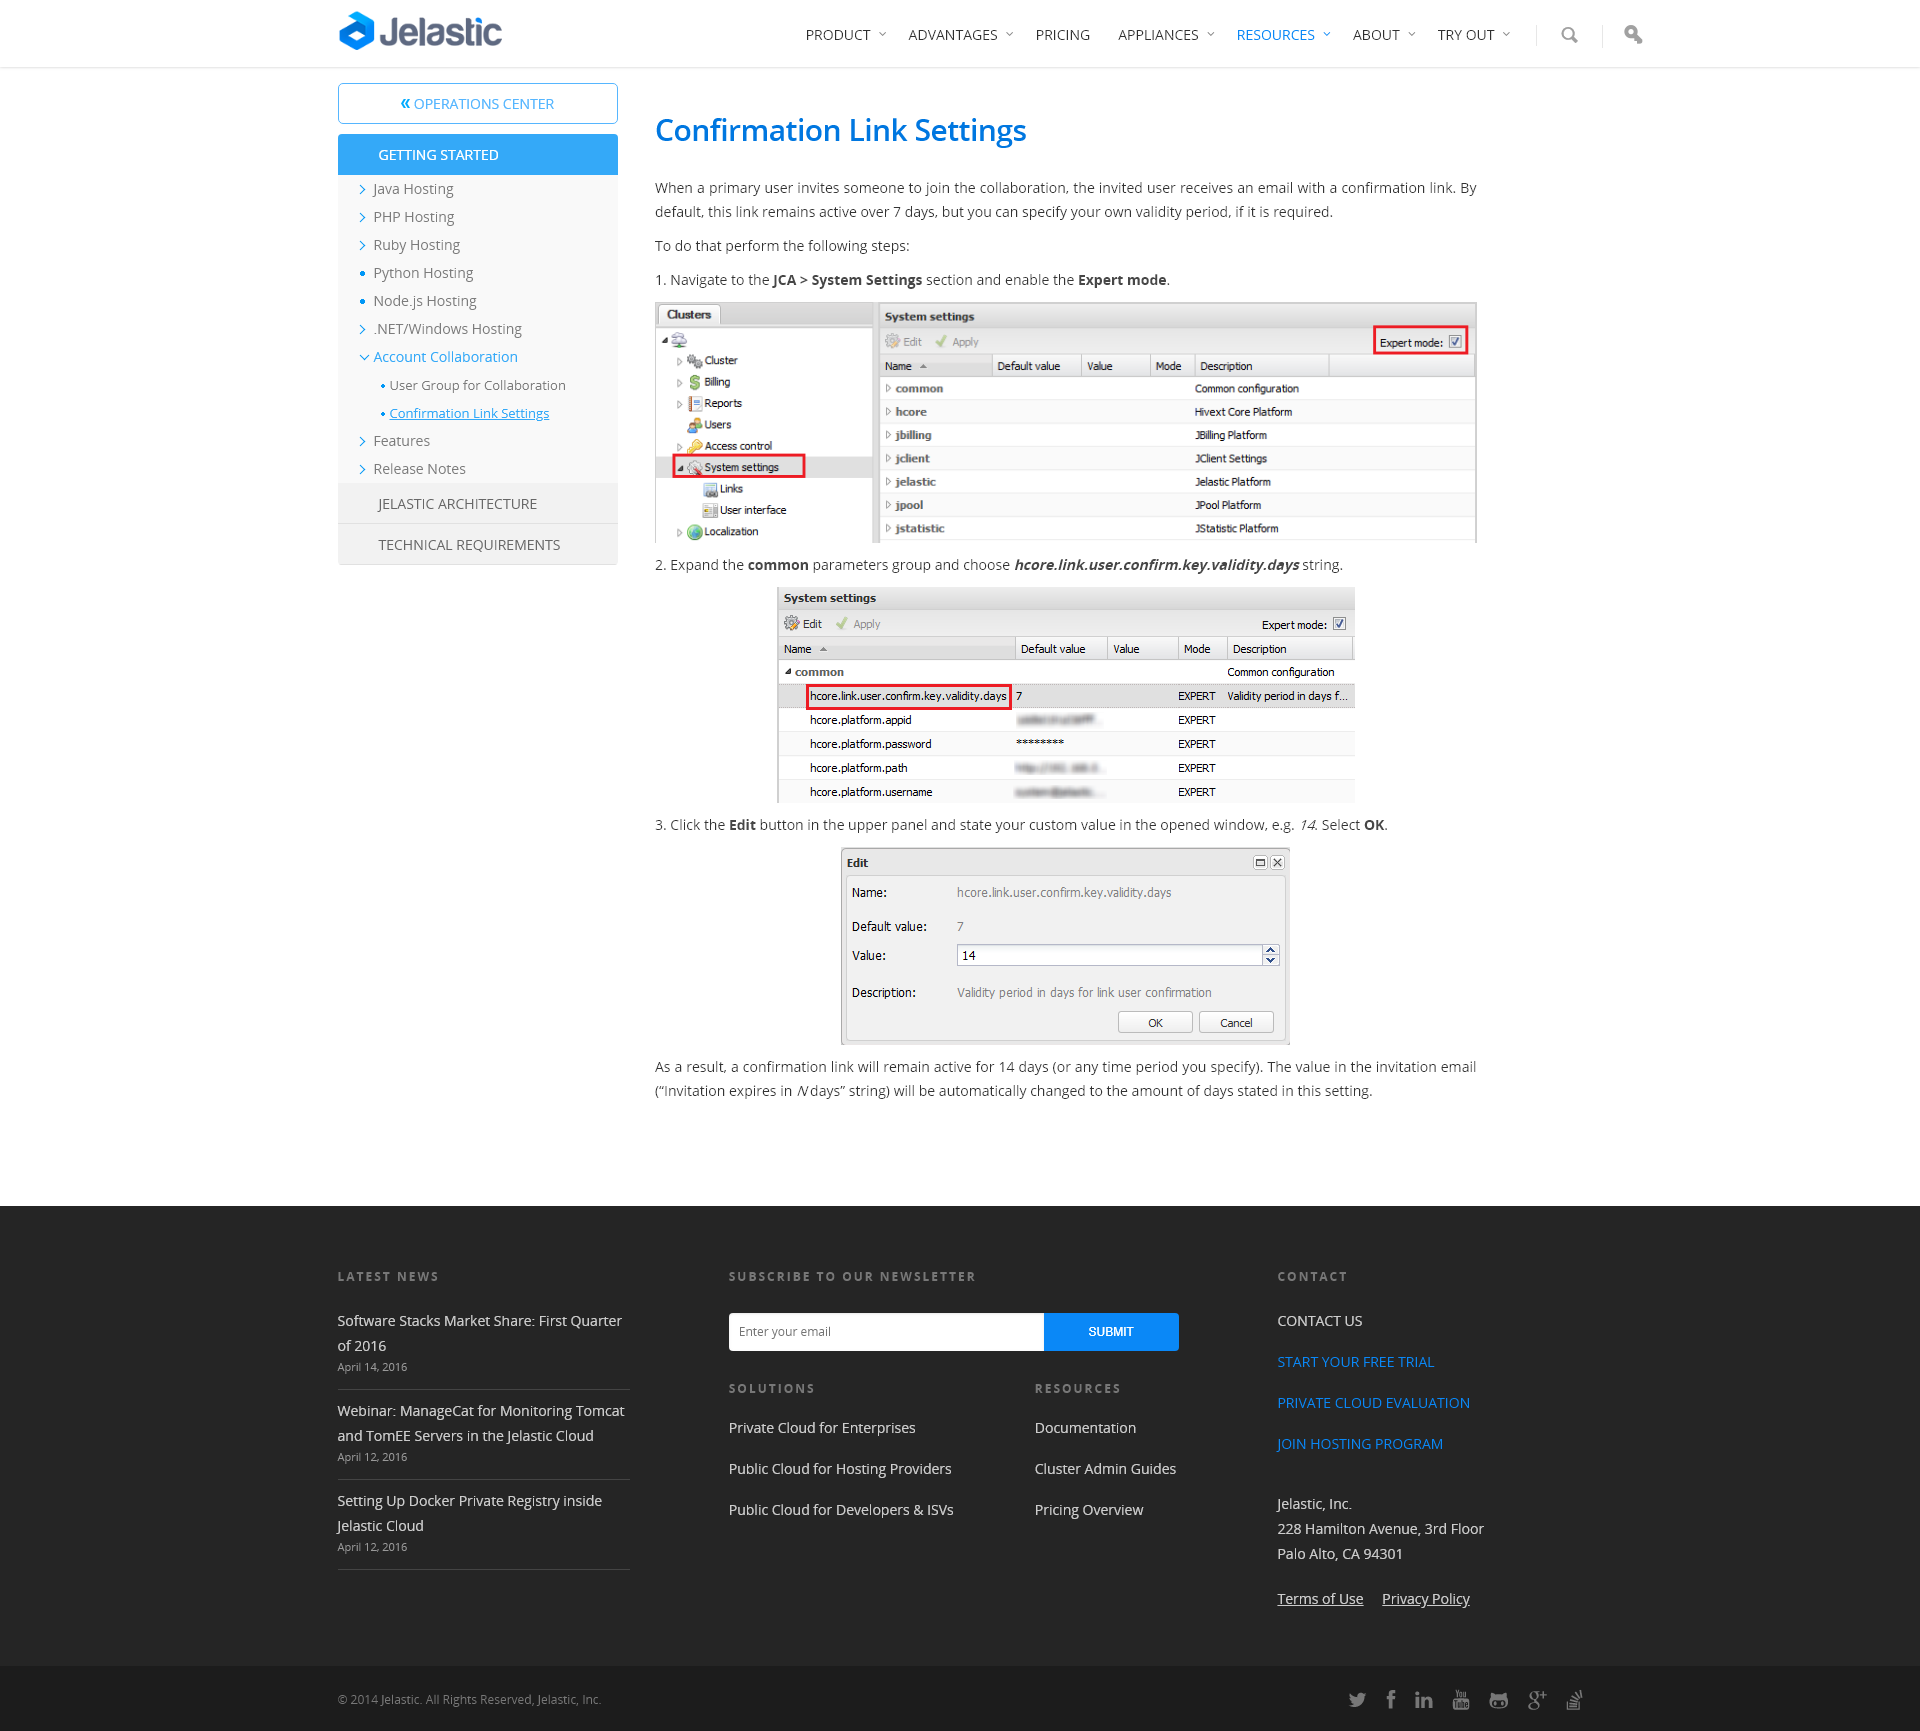 Jelastic
PRODUCT ADVANTAGES PRICING APPLIANCES RESOURCES ABOUT TRY OUT
« OPERATIONS CENTER
GETTING STARTED
Java Hosting
PHP Hosting
Ruby Hosting
Python Hosting
Node.js Hosting
.NET/Windows Hosting
Account Collaboration
User Group for Collaboration
Confirmation Link Settings
Features
Release Notes
JELASTIC ARCHITECTURE
TECHNICAL REQUIREMENTS
Confirmation Link Settings
When a primary user invites someone to join the collaboration, the invited user receives an email with a confirmation link. By
default, this link remains active over 7 days, but you can specify your own validity period, if it is required.
To do that perform the following steps:
1. Navigate to the JCA > System Settings section and enable the Expert mode.
Clusters
Cluster
Billing
Reports
Users
Access control
System settings
Links
User interface
Localization
System settings
Edit Apply Expert mode:
Name Default value Value Mode Description
common Common configuration
hcore Hivext Core Platform
jbilling JBilling Platform
jclient JClient Settings
jelastic Jelastic Platform
jpool JPool Platform
jstatistic JStatistic Platform
2. Expand the common parameters group and choose hcore.link.user.confirm.key.validity.days string.
System settings
Edit Apply Expert mode:
Name Default value Value Mode Description
common Common configuration
hcore.link.user.confirm.key.validity.days 7 EXPERT Validity period in days f...
hcore.platform.appid EXPERT
hcore.platform.password ******** EXPERT
hcore.platform.path EXPERT
hcore.platform.username EXPERT
3. Click the Edit button in the upper panel and state your custom value in the opened window, e.g. 14. Select OK.
Edit
Name: hcore.link.user.confirm.key.validity.days
Default value: 7
Value: 14
Description: Validity period in days for link user confirmation
OK Cancel
As a result, a confirmation link will remain active for 14 days (or any time period you specify). The value in the invitation email
(“Invitation expires in N days” string) will be automatically changed to the amount of days stated in this setting.
LATEST NEWS
Software Stacks Market Share: First Quarter
of 2016
April 14, 2016
Webinar: ManageCat for Monitoring Tomcat
and TomEE Servers in the Jelastic Cloud
April 12, 2016
Setting Up Docker Private Registry inside
Jelastic Cloud
April 12, 2016
SUBSCRIBE TO OUR NEWSLETTER
Enter your email SUBMIT
SOLUTIONS
Private Cloud for Enterprises
Public Cloud for Hosting Providers
Public Cloud for Developers & ISVs
RESOURCES
Documentation
Cluster Admin Guides
Pricing Overview
CONTACT
CONTACT US
START YOUR FREE TRIAL
PRIVATE CLOUD EVALUATION
JOIN HOSTING PROGRAM
Jelastic, Inc.
228 Hamilton Avenue, 3rd Floor
Palo Alto, CA 94301
Terms of Use Privacy Policy
© 2014 Jelastic. All Rights Reserved, Jelastic, Inc.